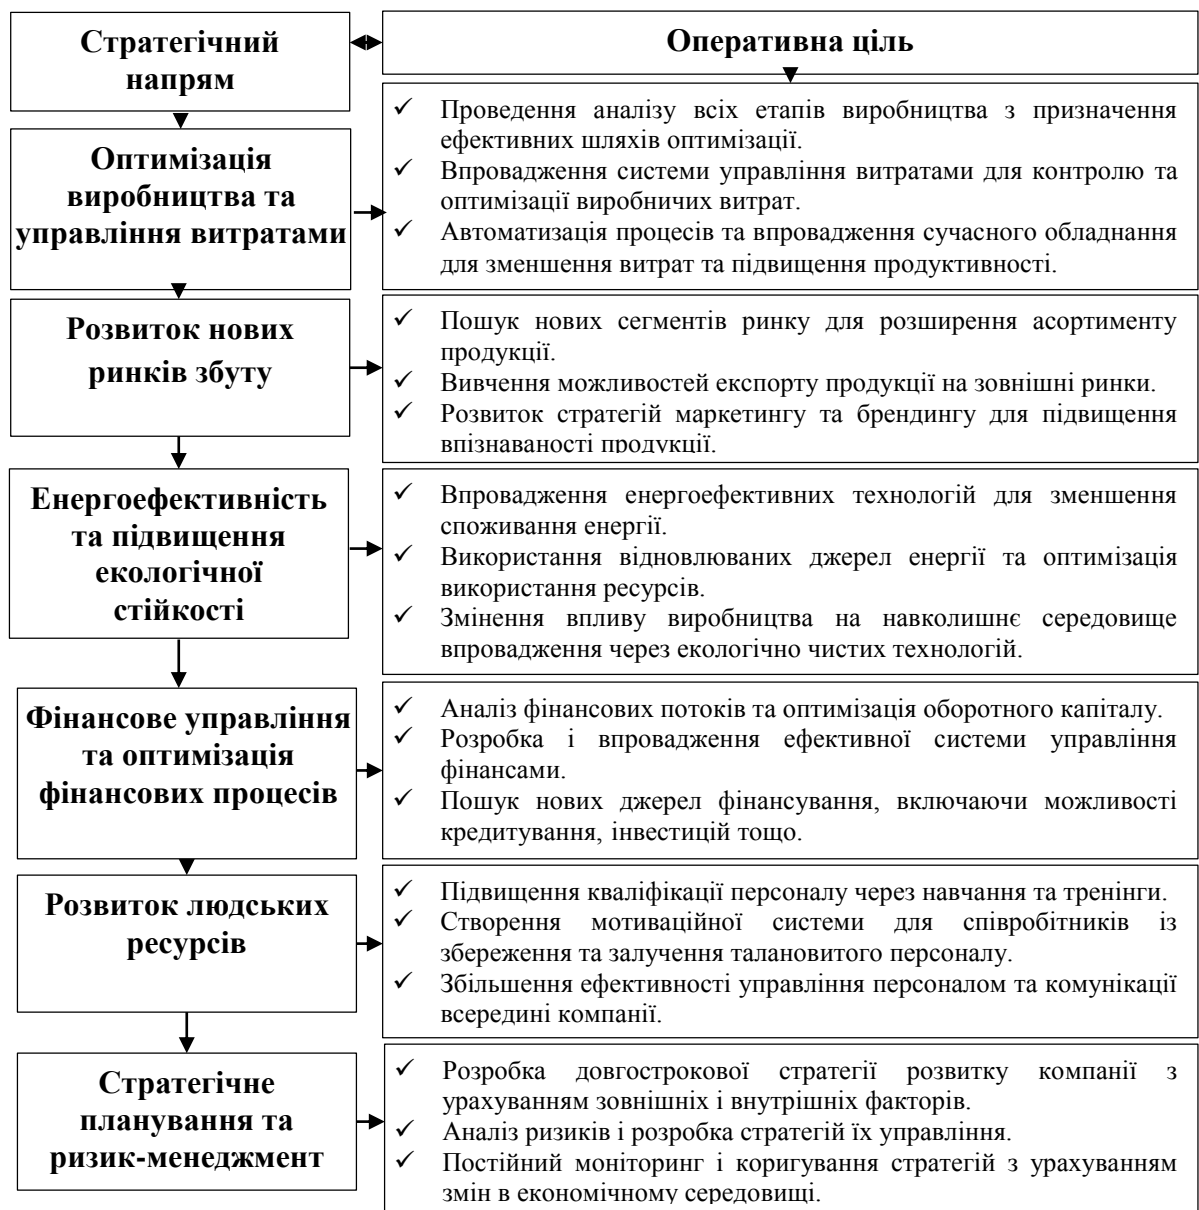 Стратегічний
напрям
Оперативна ціль
Оптимізація
виробництва та
управління витратами
✓ Проведення аналізу всіх етапів виробництва з призначення
ефективних шляхів оптимізації.
✓ Впровадження системи управління витратами для контролю та
оптимізації виробничих витрат.
✓ Автоматизація процесів та впровадження сучасного обладнання
для зменшення витрат та підвищення продуктивності.
Розвиток нових
ринків збуту
✓ Пошук нових сегментів ринку для розширення асортименту
продукції.
✓ Вивчення можливостей експорту продукції на зовнішні ринки.
✓ Розвиток стратегій маркетингу та брендингу для підвищення
впізнаваності продукції.
Енергоефективність
та підвищення
екологічної
стійкості
✓ Впровадження енергоефективних технологій для зменшення
споживання енергії.
✓ Використання відновлюваних джерел енергії та оптимізація
використання ресурсів.
✓ Змінення впливу виробництва на навколишнє середовище
впровадження через екологічно чистих технологій.
Фінансове управління
та оптимізація
фінансових процесів
✓ Аналіз фінансових потоків та оптимізація оборотного капіталу.
✓ Розробка і впровадження ефективної системи управління
фінансами.
✓ Пошук нових джерел фінансування, включаючи можливості
кредитування, інвестицій тощо.
Розвиток людських
ресурсів
✓ Підвищення кваліфікації персоналу через навчання та тренінги.
✓ Створення мотиваційної системи для співробітників із
збереження та залучення талановитого персоналу.
✓ Збільшення ефективності управління персоналом та комунікації
всередині компанії.
Стратегічне
планування та
ризик-менеджмент
✓ Розробка довгострокової стратегії розвитку компанії з
урахуванням зовнішніх і внутрішніх факторів.
✓ Аналіз ризиків і розробка стратегій їх управління.
✓ Постійний моніторинг і коригування стратегій з урахуванням
змін в економічному середовищі.